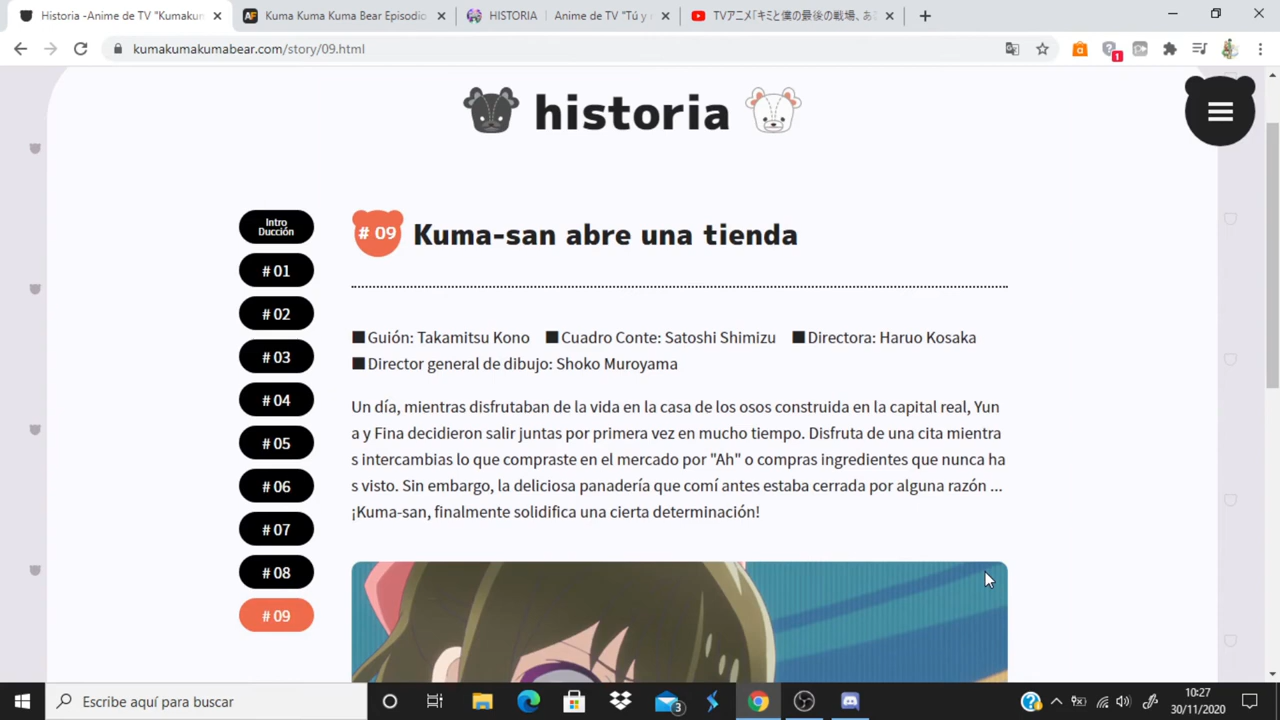 Historia -Anime de TV "Kumakun
Kuma Kuma Kuma Bear Episodio
HISTORIA | Anime de TV "Tú y
TVアニメ「キミと僕の最後の戦場、ある
kumakumakumabear.com/story/09.html
1
historia
Intro
Ducción
# 01
# 02
# 03
# 04
# 05
# 06
# 07
# 08
# 09
# 09 Kuma-san abre una tienda
■Guión: Takamitsu Kono ■Cuadro Conte: Satoshi Shimizu ■Directora: Haruo Kosaka
■Director general de dibujo: Shoko Muroyama
Un día, mientras disfrutaban de la vida en la casa de los osos construida en la capital real, Yun
a y Fina decidieron salir juntas por primera vez en mucho tiempo. Disfruta de una cita mientra
s intercambias lo que compraste en el mercado por "Ah" o compras ingredientes que nunca ha
s visto. Sin embargo, la deliciosa panadería que comí antes estaba cerrada por alguna razón ...
¡Kuma-san, finalmente solidifica una cierta determinación!
Escribe aquí para buscar
3
10:27
30/11/2020